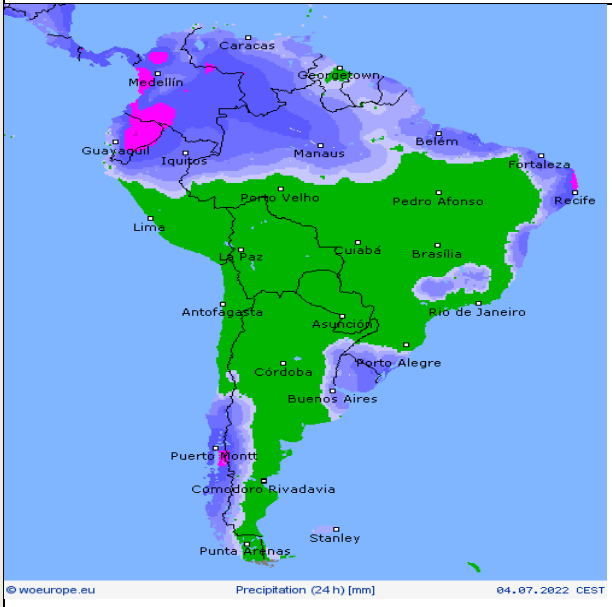 Caracas
Georgetown
Medellín
Belém
Guayaquil
Iquitos
Manaus
Fortaleza
Porto Velho
Pedro Afonso
Recife
Lima
La Paz
Cuiabá
Brasília
Antofagasta
Asunción
Rio de Janeiro
Córdoba
Porto Alegre
Buenos Aires
Puerto Montt
Comodoro Rivadavia
Stanley
Punta Arenas
© woeurope.eu Precipitation (24 h) [mm] 04.07.2022 CEST